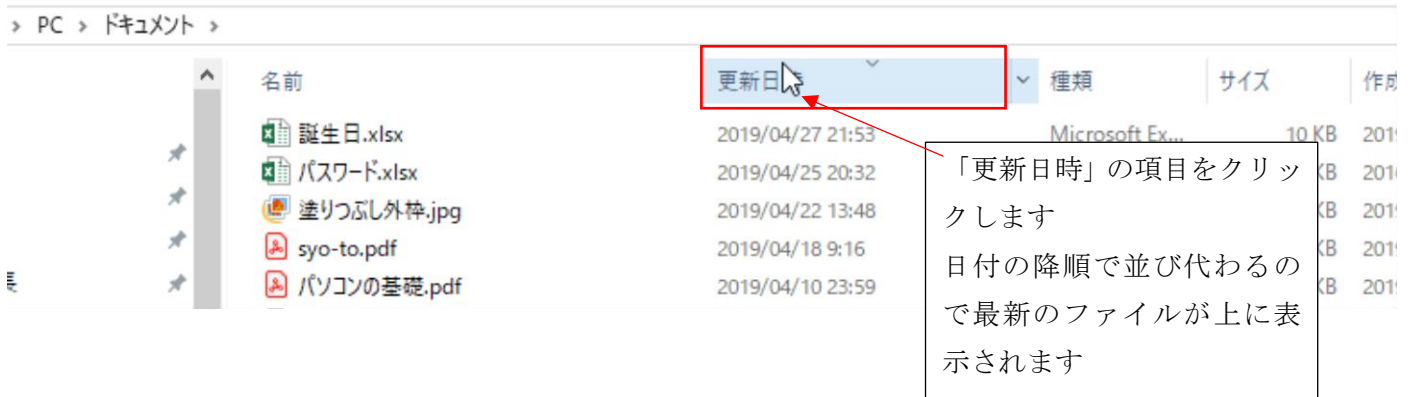 › PC › ドキュメント ›
名前 更新日 種類 サイズ
誕生日.xlsx 2019/04/27 21:53 Microsoft Ex... 10 KB
パスワード.xlsx 2019/04/25 20:32 KB
塗りつぶし外枠.jpg 2019/04/22 13:48 KB
syo-to.pdf 2019/04/18 9:16 KB
パソコンの基礎.pdf 2019/04/10 23:59 KB
「更新日時」の項目をクリッ
クします
日付の降順で並び代わるの
で最新のファイルが上に表
示されます